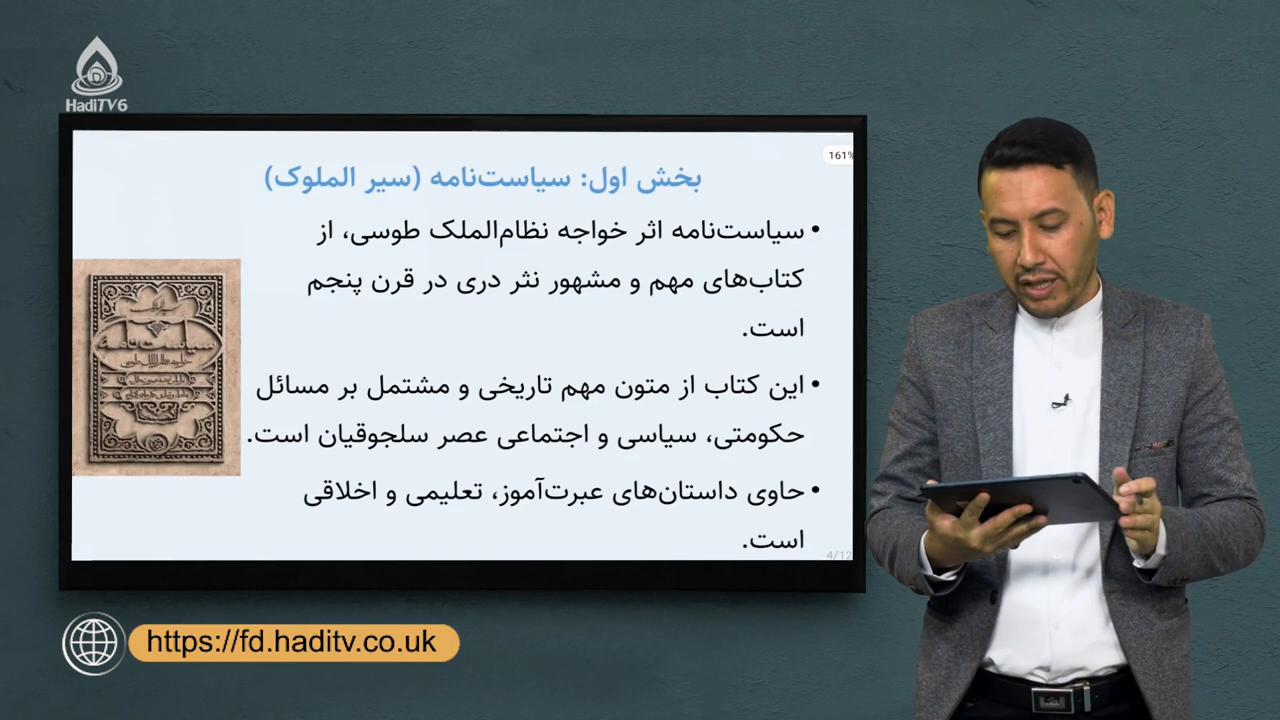 HadiTV6
161%
بخش اول: سیاست‌نامه (سیر الملوک)
• سیاست‌نامه اثر خواجه نظام‌الملک طوسی، از
کتاب‌های مهم و مشهور نثر دری در قرن پنجم
است.
• این کتاب از متون مهم تاریخی و مشتمل بر مسائل
حکومتی، سیاسی و اجتماعی عصر سلجوقیان است.
• حاوی داستان‌های عبرت‌آموز، تعلیمی و اخلاقی
است.
4/12
سیاست نامه
https://fd.haditv.co.uk